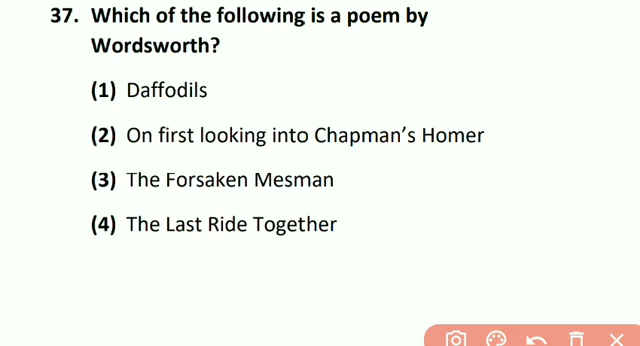 37. Which of the following is a poem by
Wordsworth?
(1) Daffodils
(2) On first looking into Chapman’s Homer
(3) The Forsaken Mesman
(4) The Last Ride Together